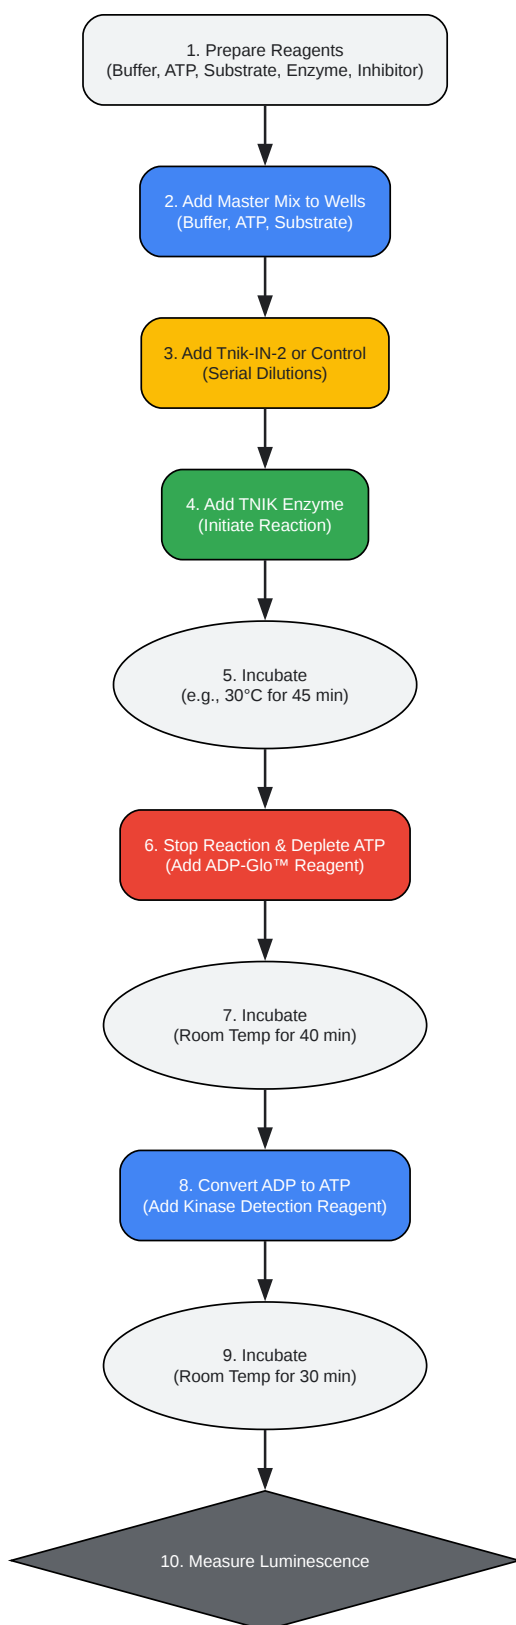 1. Prepare Reagents
(Buffer, ATP, Substrate, Enzyme, Inhibitor)
2. Add Master Mix to Wells
(Buffer, ATP, Substrate)
3. Add Tnik-IN-2 or Control
(Serial Dilutions)
4. Add TNIK Enzyme
(Initiate Reaction)
5. Incubate
(e.g., 30°C for 45 min)
6. Stop Reaction & Deplete ATP
(Add ADP-Glo™ Reagent)
7. Incubate
(Room Temp for 40 min)
8. Convert ADP to ATP
(Add Kinase Detection Reagent)
9. Incubate
(Room Temp for 30 min)
10. Measure Luminescence